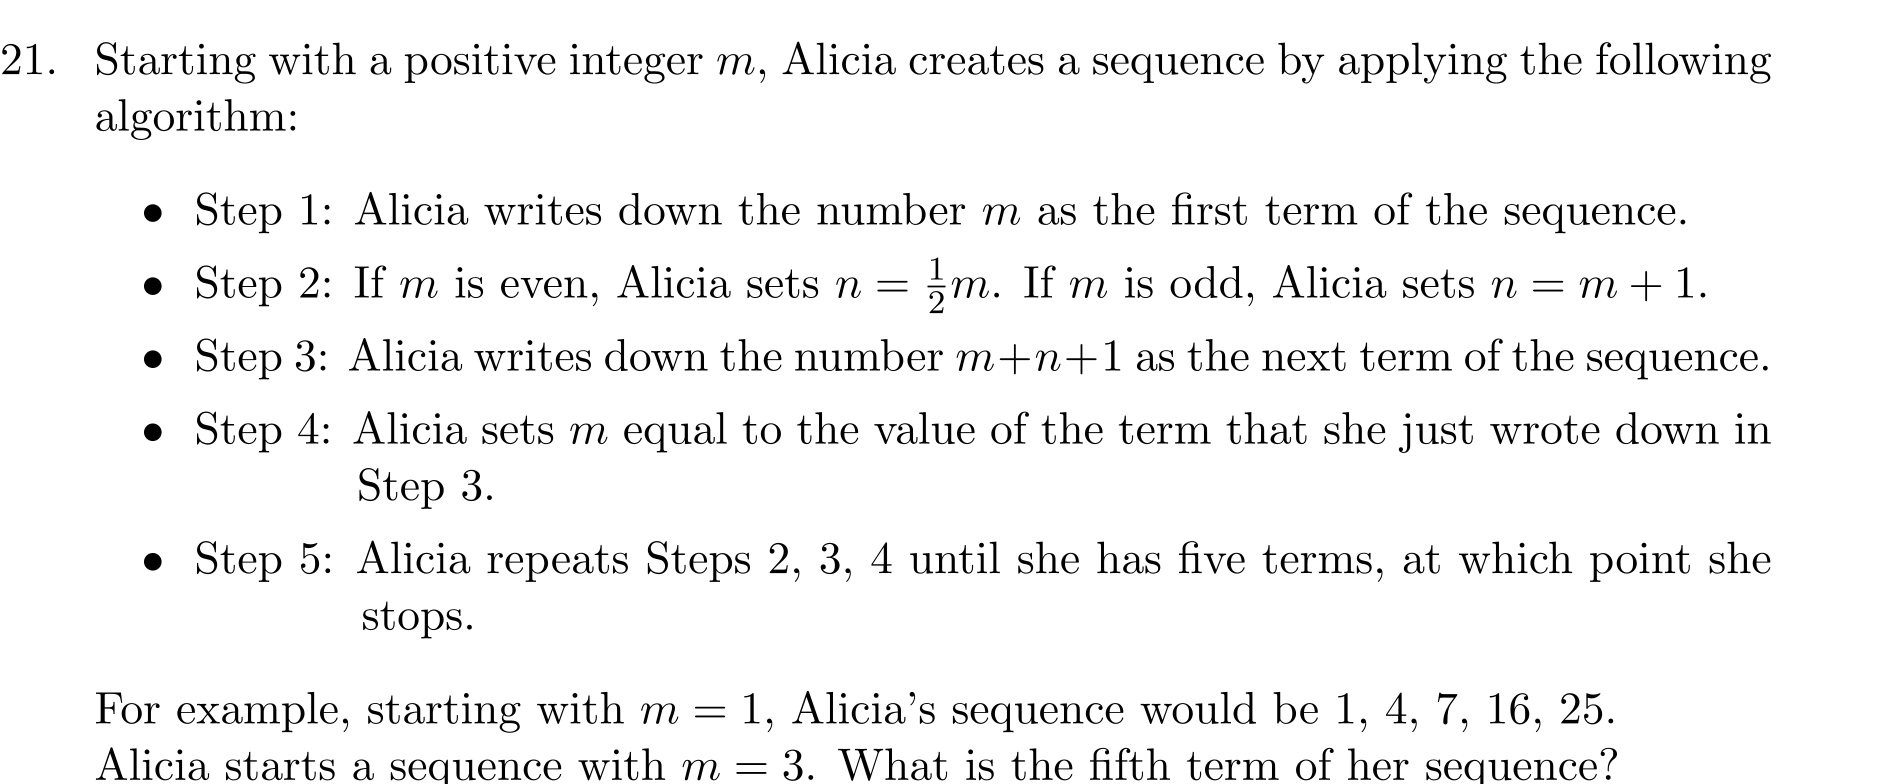 21. Starting with a positive integer m, Alicia creates a sequence by applying the following
algorithm:
• Step 1: Alicia writes down the number m as the first term of the sequence.
• Step 2: If m is even, Alicia sets n = ½m. If m is odd, Alicia sets n = m + 1.
• Step 3: Alicia writes down the number m+n+1 as the next term of the sequence.
• Step 4: Alicia sets m equal to the value of the term that she just wrote down in
Step 3.
• Step 5: Alicia repeats Steps 2, 3, 4 until she has five terms, at which point she
stops.
For example, starting with m = 1, Alicia’s sequence would be 1, 4, 7, 16, 25.
Alicia starts a sequence with m = 3. What is the fifth term of her sequence?